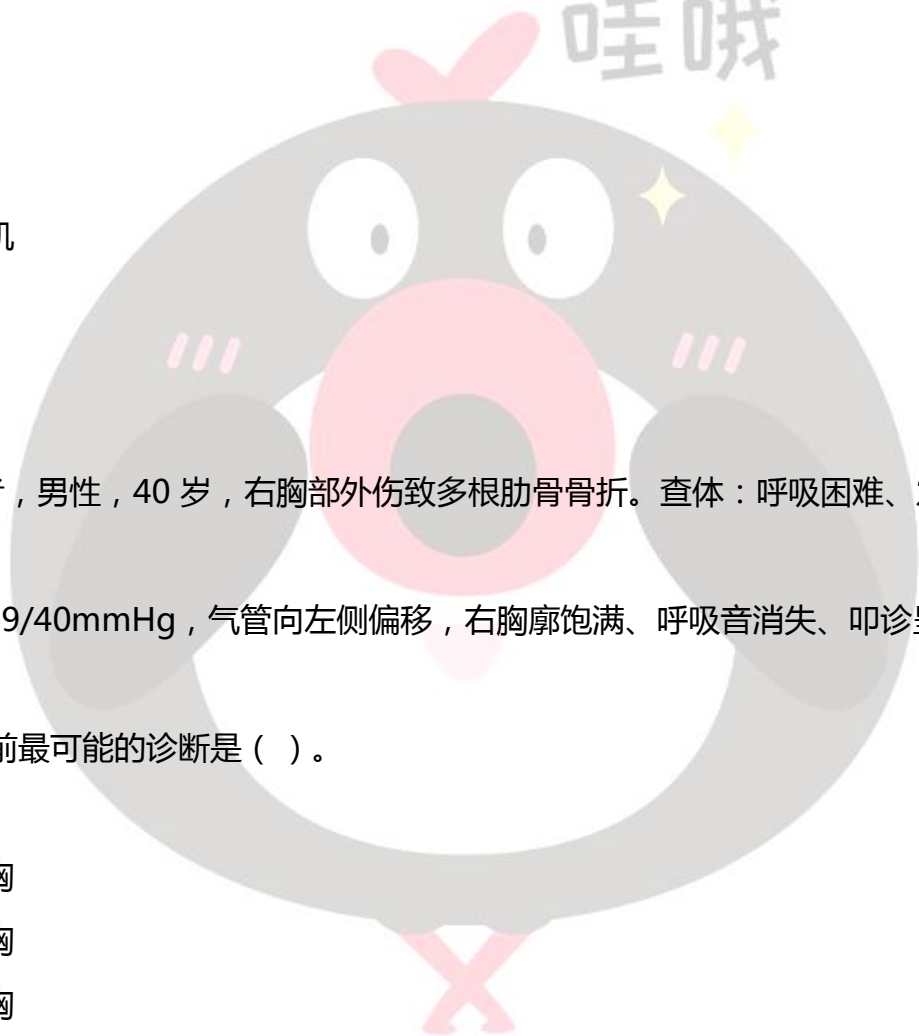 哇哦
肌
，男性，40 岁，右胸部外伤致多根肋骨骨折。查体：呼吸困难、
9/40mmHg，气管向左侧偏移，右胸廓饱满、呼吸音消失、叩诊
前最可能的诊断是（ ）。
胸
胸
胸